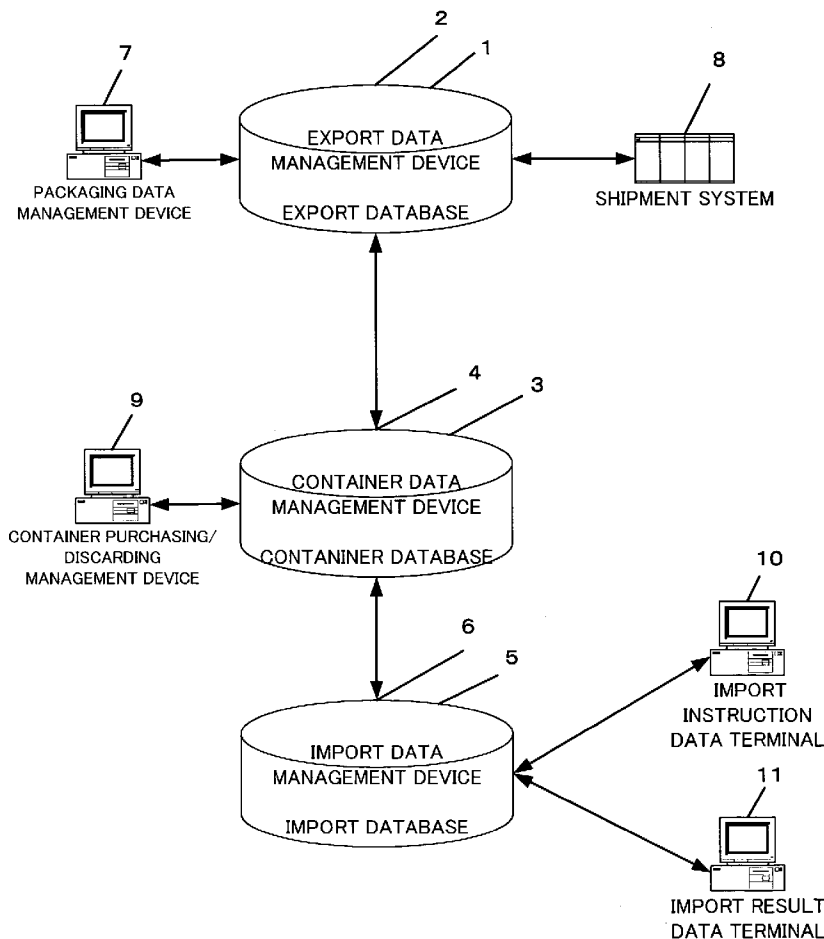 2
1
7
8
EXPORT DATA
MANAGEMENT DEVICE
EXPORT DATABASE
PACKAGING DATA
MANAGEMENT DEVICE
SHIPMENT SYSTEM
4
3
9
CONTAINER DATA
MANAGEMENT DEVICE
CONTANINER DATABASE
CONTAINER PURCHASING/
DISCARDING
MANAGEMENT DEVICE
6
5
10
IMPORT DATA
MANAGEMENT DEVICE
IMPORT DATABASE
IMPORT
INSTRUCTION
DATA TERMINAL
11
IMPORT RESULT
DATA TERMINAL